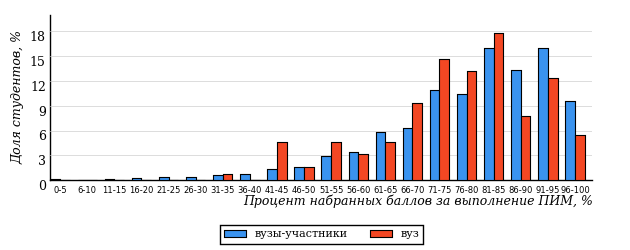 Доля студентов, %
18
15
12
9
6
3
0
0-5 6-10 11-15 16-20 21-25 26-30 31-35 36-40 41-45 46-50 51-55 56-60 61-65 66-70 71-75 76-80 81-85 86-90 91-95 96-100
Процент набранных баллов за выполнение ПИМ, %
вузы-участники вуз